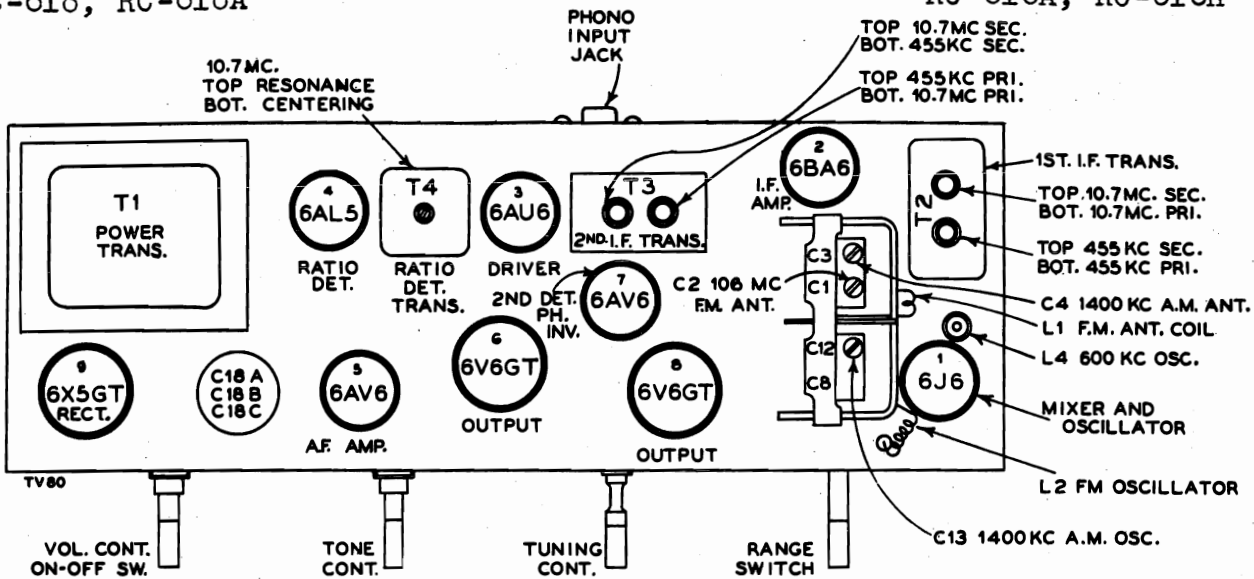 RC-618A
PHONO
INPUT
JACK
TOP 10.7MC SEC.
BOT. 455KC SEC.
TOP 455KC PRI.
BOT. 10.7MC PRI.
10.7MC.
TOP RESONANCE
BOT. CENTERING
T1
POWER
TRANS.
4
6AL5
RATIO
DET.
T4
RATIO
DET.
TRANS.
3
6AU6
DRIVER
T3
2ND. I.F. TRANS.
2
6BA6
I.F.
AMP.
T2
1ST. I.F. TRANS.
TOP 10.7MC. SEC.
BOT. 10.7MC. PRI.
TOP 455KC SEC.
BOT. 455KC PRI.
C3
C1
C2 108 MC
F.M. ANT.
C4 1400 KC A.M. ANT.
L1 F.M. ANT. COIL
L4 600 KC OSC.
7
6AV6
2ND DET.
PH.
INV.
C12
C8
1
6J6
MIXER AND
OSCILLATOR
9
6X5GT
RECT.
C18A
C18B
C18C
5
6AV6
A.F. AMP.
6
6V6GT
OUTPUT
8
6V6GT
OUTPUT
L2 FM OSCILLATOR
C13 1400KC A.M. OSC.
TV80
VOL. CONT.
ON-OFF SW.
TONE
CONT.
TUNING
CONT.
RANGE
SWITCH